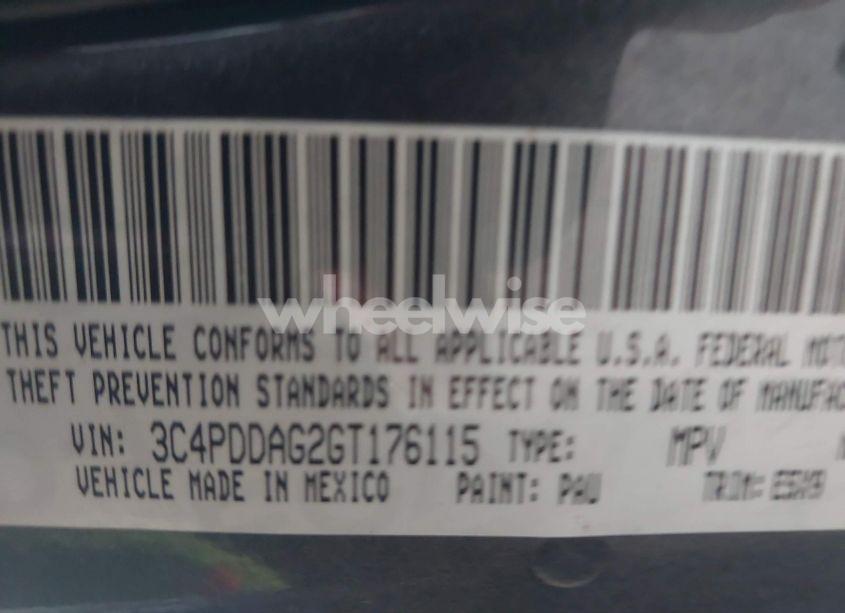 wheelwise
THIS VEHICLE CONFORMS TO ALL APPLICABLE U.S.A. FEDERAL
THEFT PREVENTION STANDARDS IN EFFECT ON THE DATE OF
VIN: 3C4PDDAG2GT176115 TYPE: MPV
VEHICLE MADE IN MEXICO PAINT: PAU TRIM: